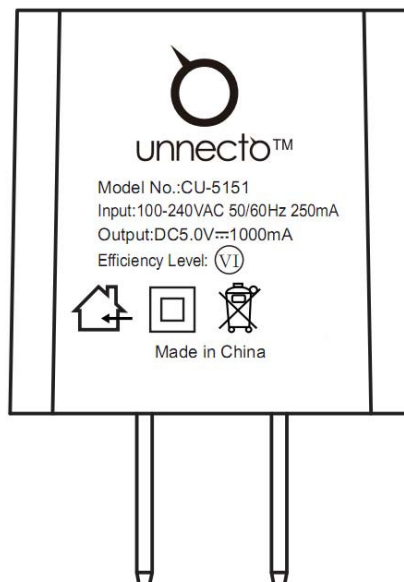 unnecto™
Model No.:CU-5151
Input:100-240VAC 50/60Hz 250mA
Output:DC5.0V⎓1000mA
Efficiency Level: VI
Made in China